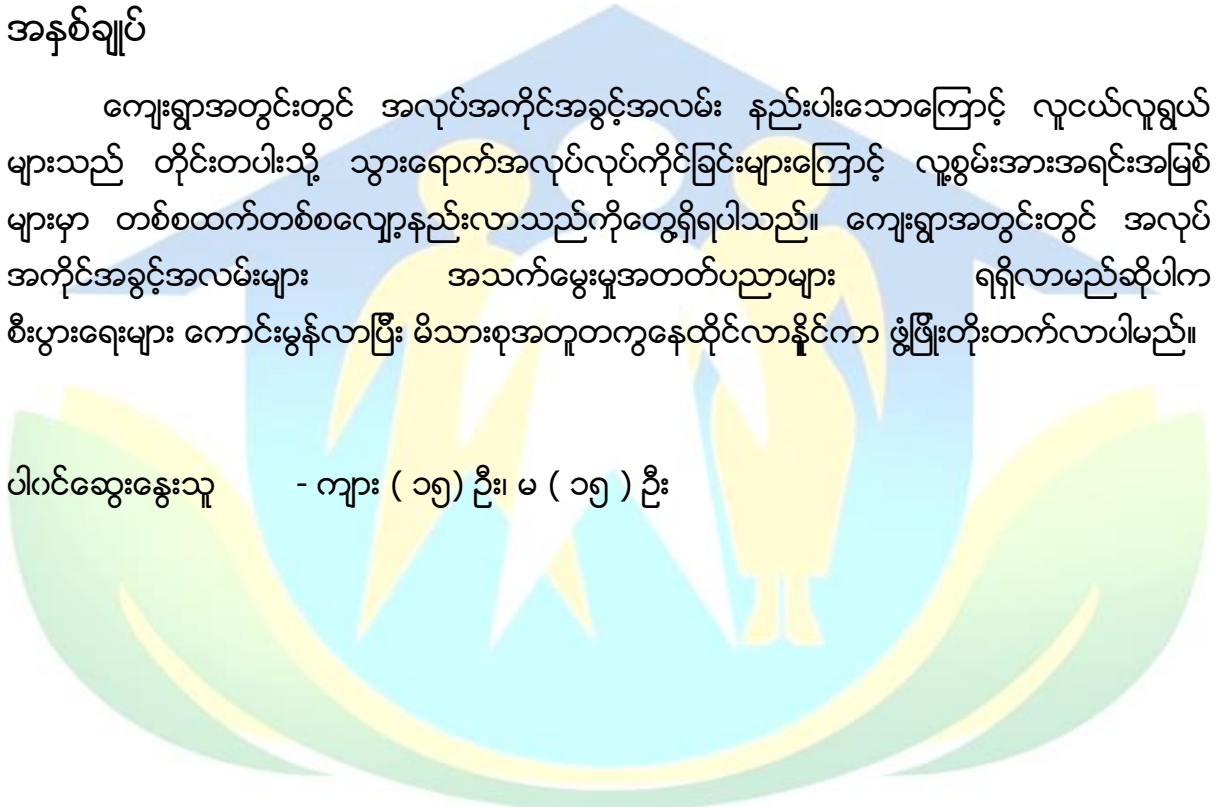 အနှစ်ချုပ်
ကျေးရွာအတွင်းတွင် အလုပ်အကိုင်အခွင့်အလမ်း နည်းပါးသောကြောင့် လူငယ်လူရွယ်
များသည် တိုင်းတပါးသို့ သွားရောက်အလုပ်လုပ်ကိုင်ခြင်းများကြောင့် လူ့စွမ်းအားအရင်းအမြစ်
များမှာ တစ်စထက်တစ်စလျှော့နည်းလာသည်ကိုတွေ့ရှိရပါသည်။ ကျေးရွာအတွင်းတွင် အလုပ်
အကိုင်အခွင့်အလမ်းများ အသက်မွေးမှုအတတ်ပညာများ ရရှိလာမည်ဆိုပါက
စီးပွားရေးများ ကောင်းမွန်လာပြီး မိသားစုအတူတကွနေထိုင်လာနိုင်ကာ ဖွံ့ဖြိုးတိုးတက်လာပါမည်။
ပါဝင်ဆွေးနွေးသူ - ကျား ( ၁၅) ဦး၊ မ ( ၁၅ ) ဦး